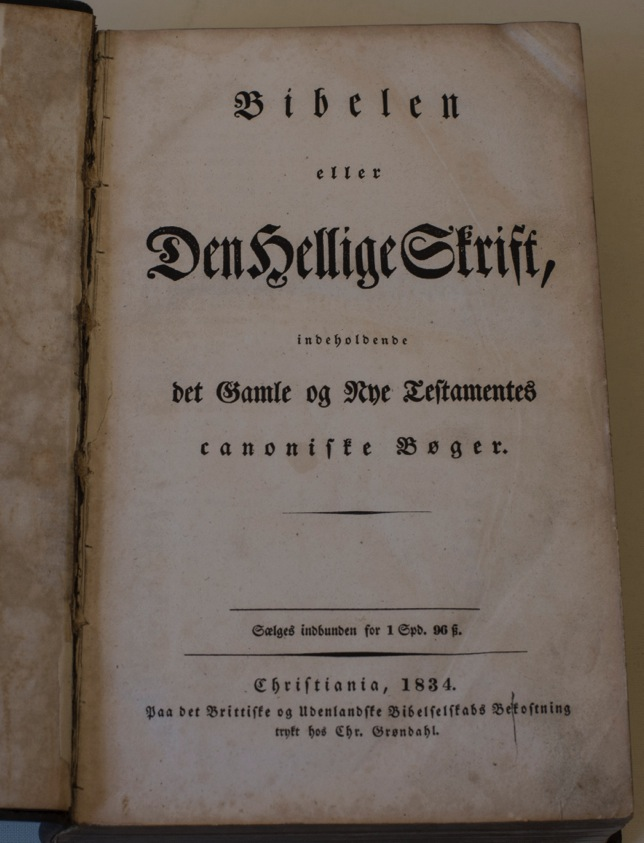 Bibelen
eller
Den Hellige Skrift,
indeholdende
det Gamle og Nye Testamentes
canoniske Bøger.
Sælges indbunden for 1 Spd. 96 ß.
Christiania, 1834.
Paa det Brittiske og Udenlandske Bibelselskabs Bekostning
trykt hos Chr. Grøndahl.